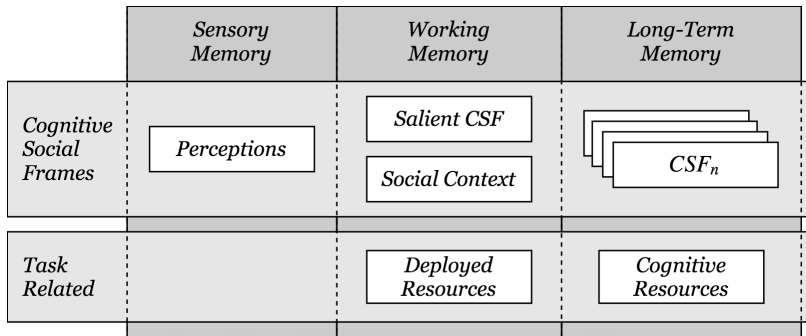 Sensory
Memory
Working
Memory
Long-Term
Memory
Cognitive
Social
Frames
Perceptions
Salient CSF
Social Context
CSFₙ
Task
Related
Deployed
Resources
Cognitive
Resources